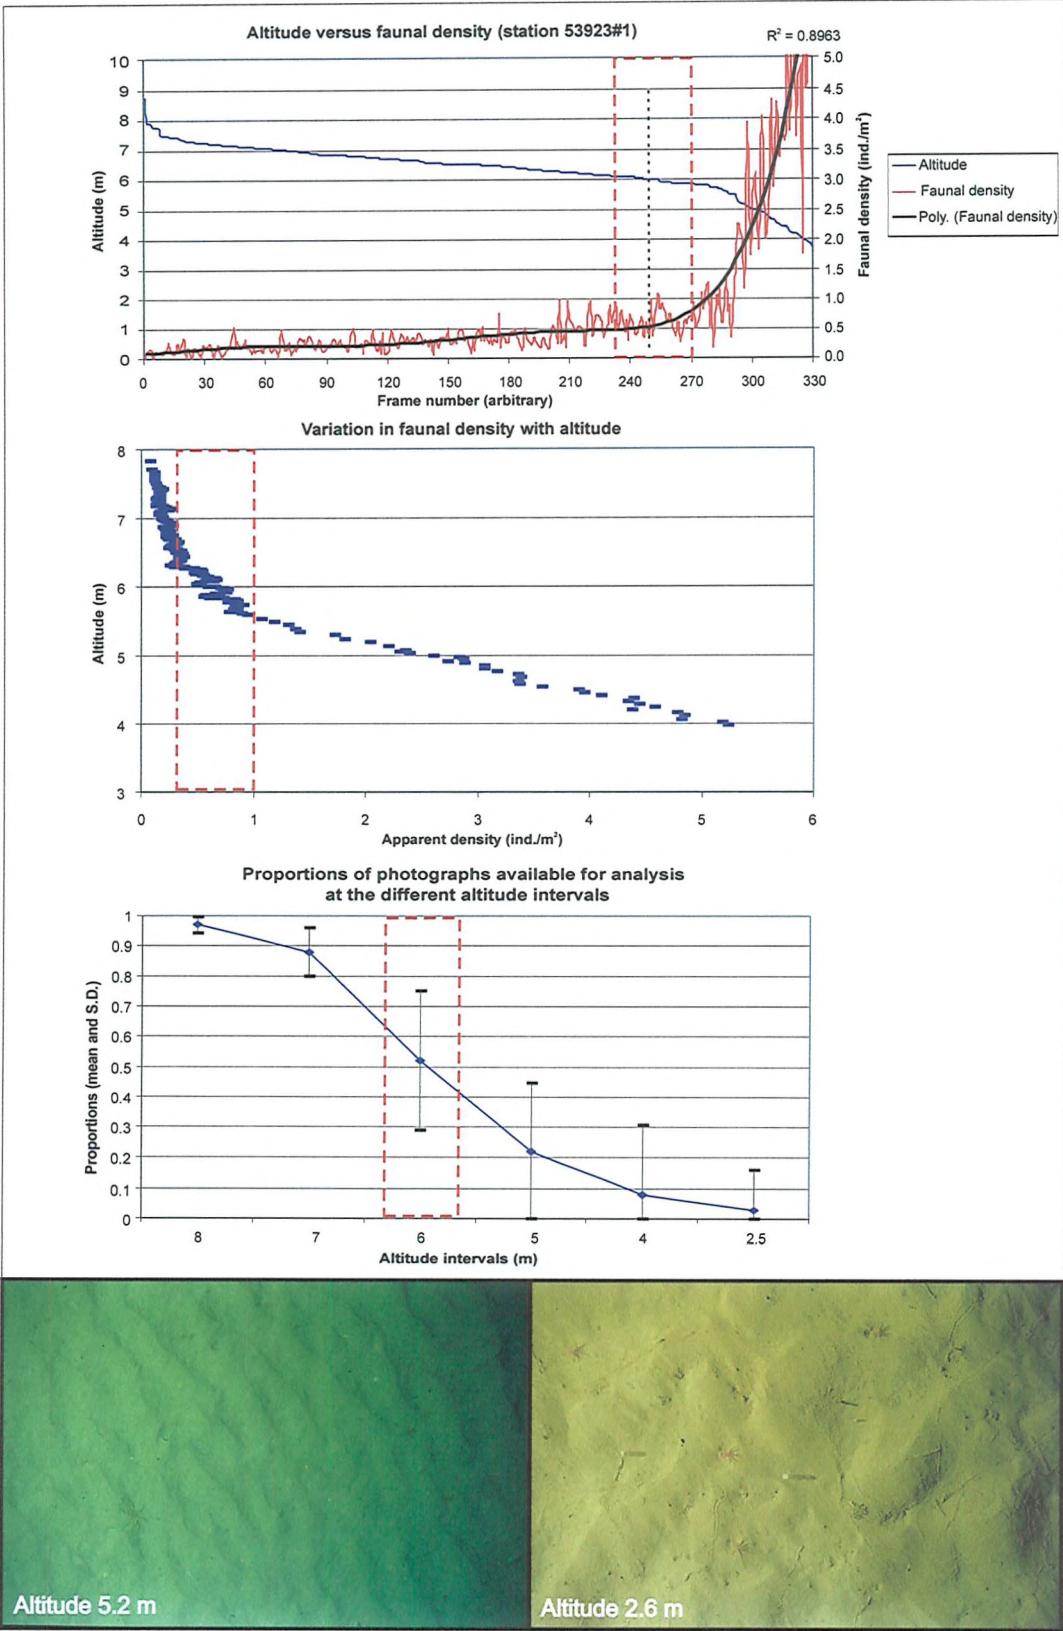 Altitude versus faunal density (station 53923#1)
R² = 0.8963
10
9
8
7
6
5
4
3
2
1
0
Altitude (m)
5.0
4.5
4.0
3.5
3.0
2.5
2.0
1.5
1.0
0.5
0.0
Faunal density (ind./m²)
Altitude
Faunal density
Poly. (Faunal density)
0 30 60 90 120 150 180 210 240 270 300 330
Frame number (arbitrary)
Variation in faunal density with altitude
8
7
6
5
4
3
Altitude (m)
0 1 2 3 4 5 6
Apparent density (ind./m²)
Proportions of photographs available for analysis
at the different altitude intervals
1
0.9
0.8
0.7
0.6
0.5
0.4
0.3
0.2
0.1
0
Proportions (mean and S.D.)
8 7 6 5 4 2.5
Altitude intervals (m)
Altitude 5.2 m
Altitude 2.6 m